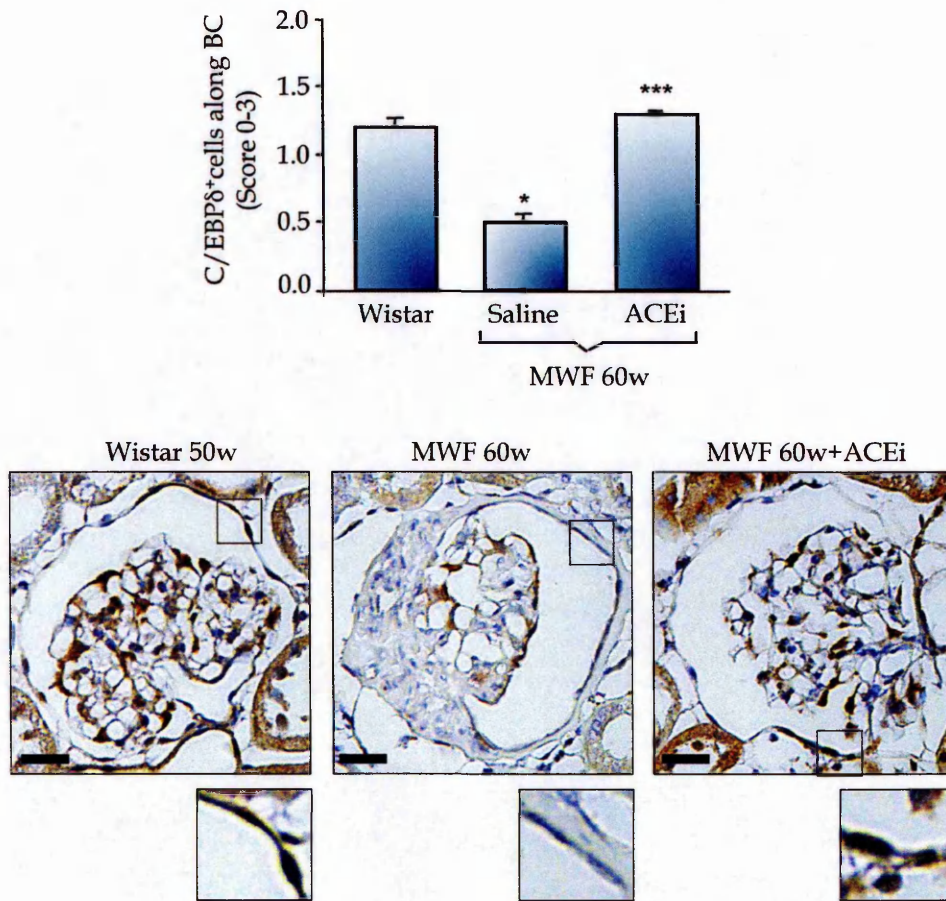 C/EBPδ⁺cells along BC
(Score 0-3)
2.0
1.5
1.0
0.5
0.0
*
***
Wistar
Saline
ACEi
MWF 60w
Wistar 50w
MWF 60w
MWF 60w+ACEi